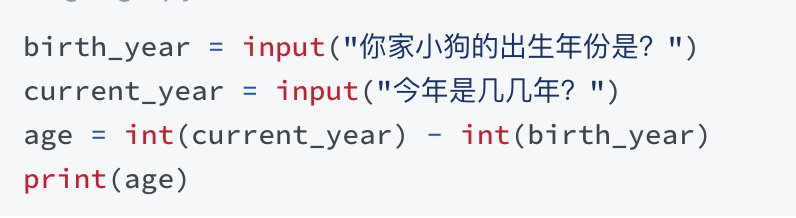 birth_year = input("你家小狗的出生年份是？")
current_year = input("今年是几几年？")
age = int(current_year) - int(birth_year)
print(age)